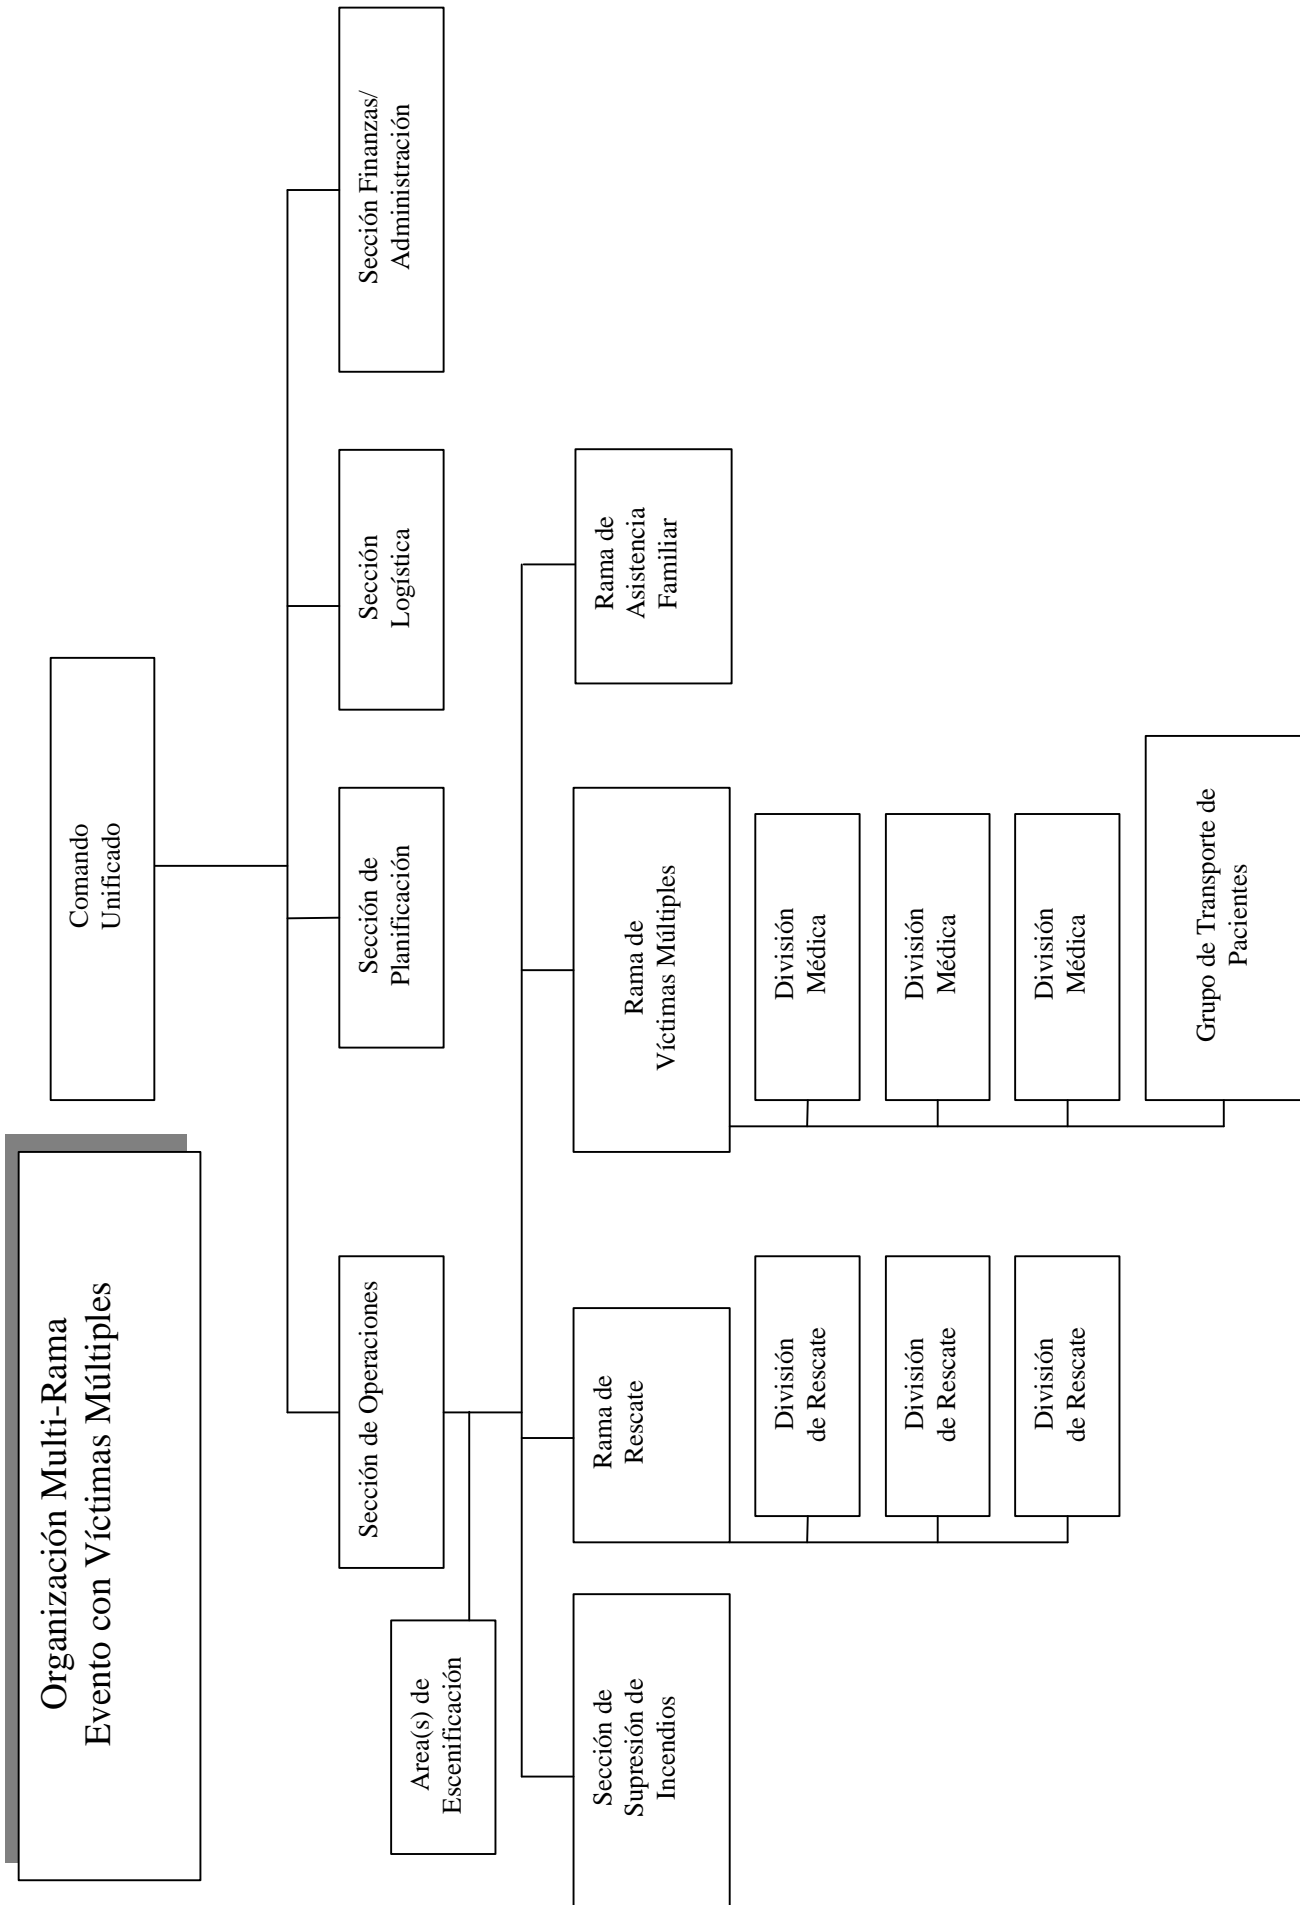 Organización Multi-Rama
Evento con Víctimas Múltiples
Comando
Unificado
Sección de Operaciones
Sección de
Planificación
Sección
Logística
Sección Finanzas/
Administración
Area(s) de
Escenificación
Sección de
Supresión de
Incendios
Rama de
Rescate
Rama de
Víctimas Múltiples
Rama de
Asistencia
Familiar
División
de Rescate
División
de Rescate
División
de Rescate
División
Médica
División
Médica
División
Médica
Grupo de Transporte de
Pacientes